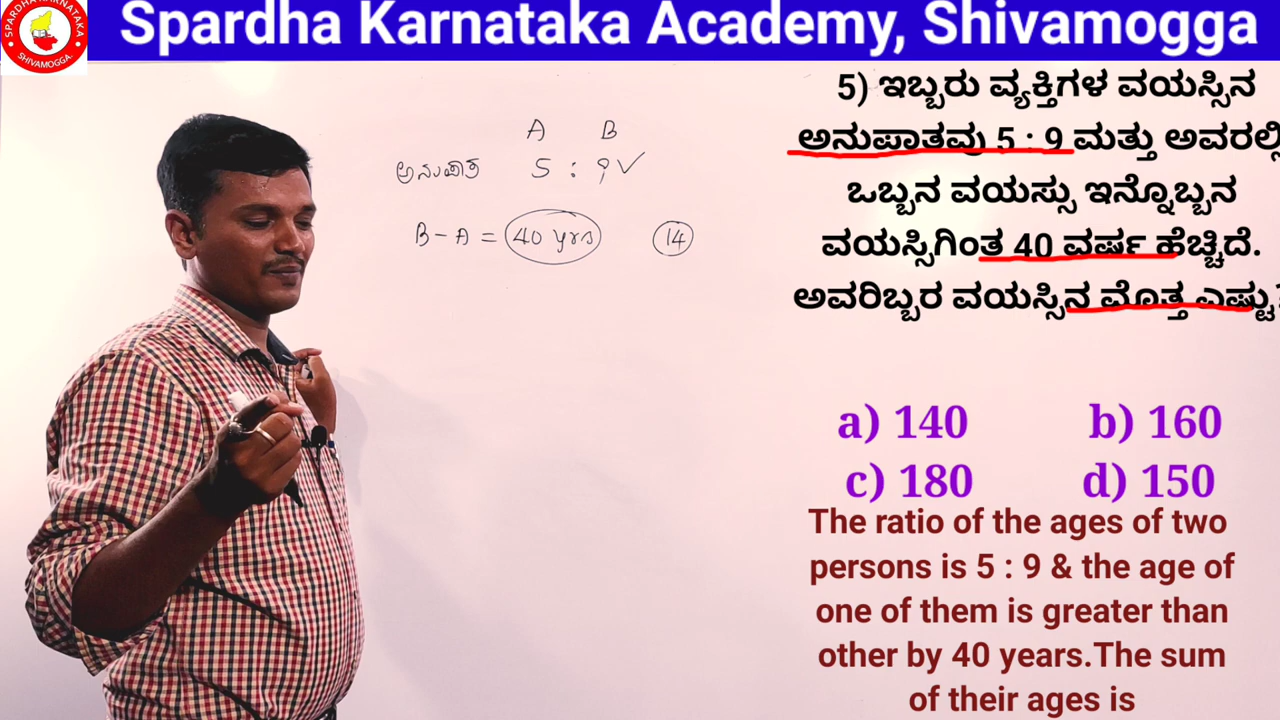 Spardha Karnataka Academy, Shivamogga
SPARDHA KARNATAKA
SHIVAMOGGA
A B
ಅನುಪಾತ 5 : 9 ✓
B - A = 40 yrs 14
5) ಇಬ್ಬರು ವ್ಯಕ್ತಿಗಳ ವಯಸ್ಸಿನ
ಅನುಪಾತವು 5 : 9 ಮತ್ತು ಅವರಲ್ಲಿ
ಒಬ್ಬನ ವಯಸ್ಸು ಇನ್ನೊಬ್ಬನ
ವಯಸ್ಸಿಗಿಂತ 40 ವರ್ಷ ಹೆಚ್ಚಿದೆ.
ಅವರಿಬ್ಬರ ವಯಸ್ಸಿನ ಮೊತ್ತ ಎಷ್ಟು?
a) 140 b) 160
c) 180 d) 150
The ratio of the ages of two
persons is 5 : 9 & the age of
one of them is greater than
other by 40 years.The sum
of their ages is